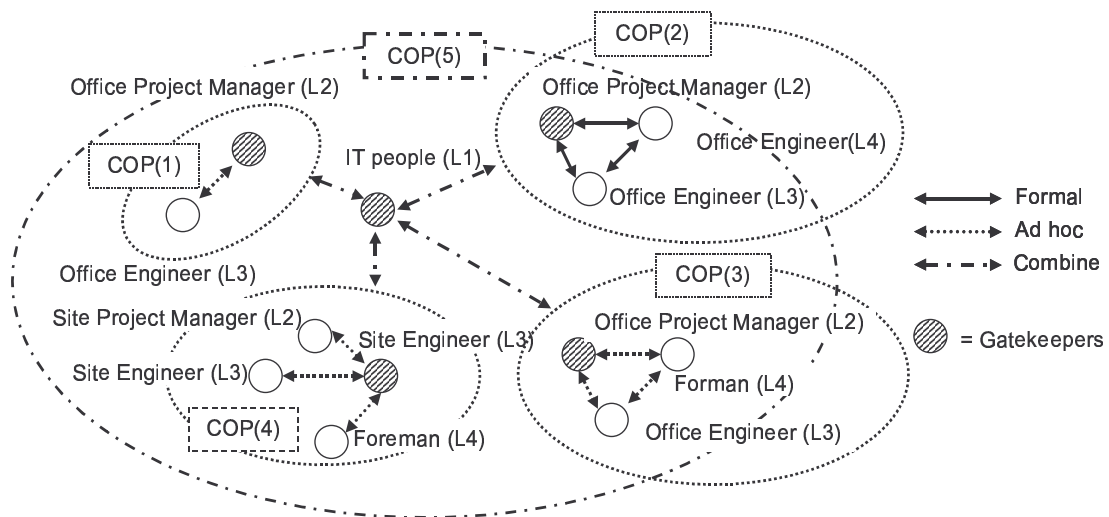 COP(5)
COP(2)
Office Project Manager (L2)
Office Project Manager (L2)
COP(1)
IT people (L1)
Office Engineer(L4)
Office Engineer (L3)
Formal
Ad hoc
Combine
Office Engineer (L3)
COP(3)
Site Project Manager (L2)
Site Engineer (L3)
Office Project Manager (L2)
= Gatekeepers
Site Engineer (L3)
Forman (L4)
COP(4)
Foreman (L4)
Office Engineer (L3)